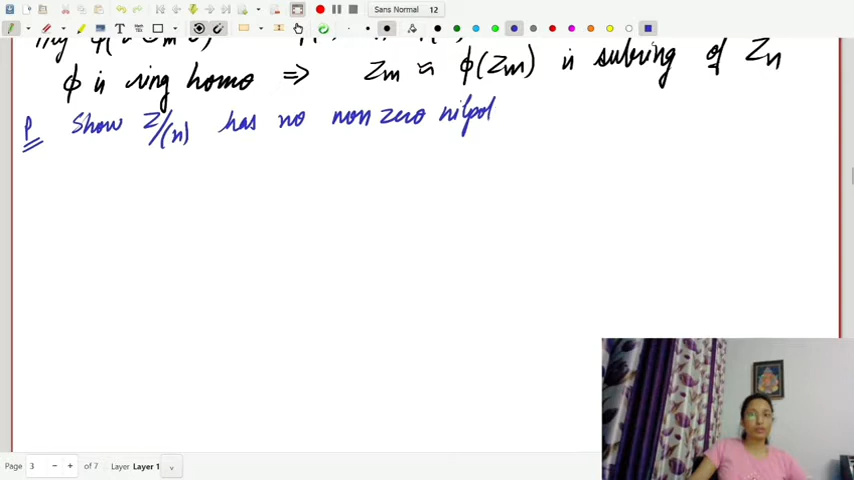 Sans Normal 12
ϕ is ring homo ⇒ Zm ≈ ϕ(Zm) is subring of Zn
P Show Z/(n) has no non zero nilpot
Page 3 of 7 Layer Layer 1